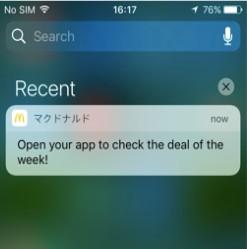 No SIM 16:17 76%
Search
Recent
マクドナルド now
Open your app to check the deal of the
week!